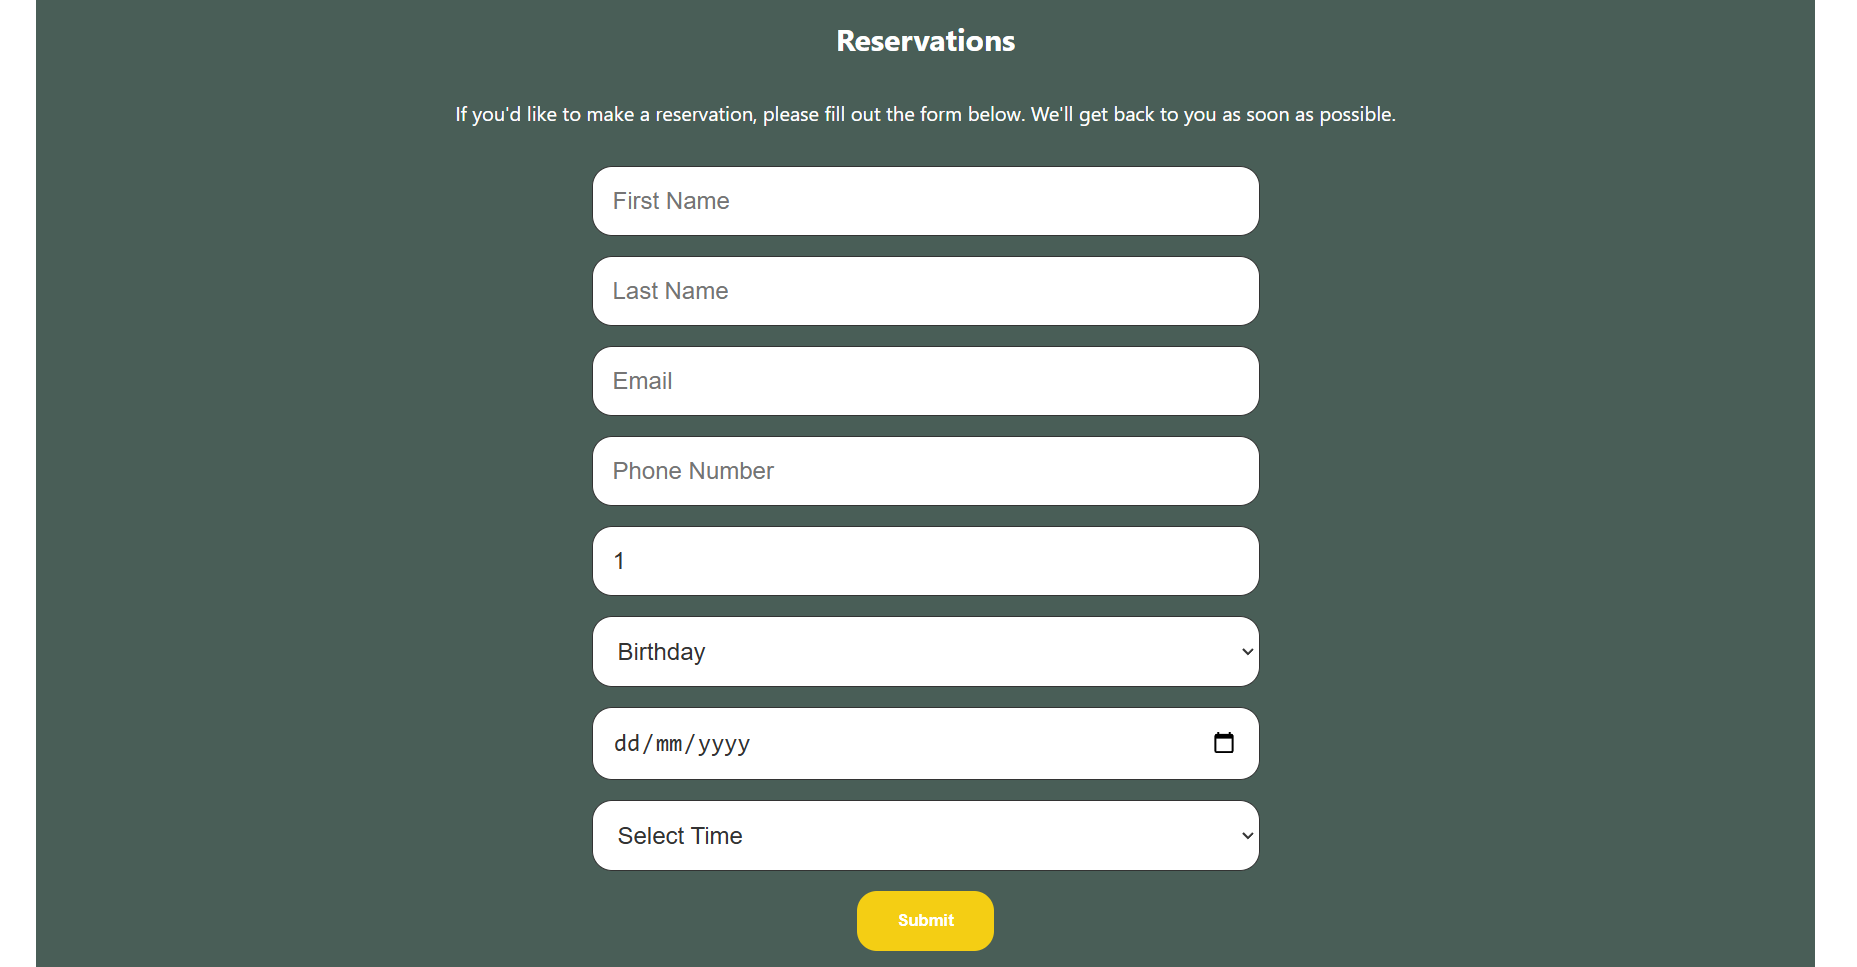 Reservations
If you'd like to make a reservation, please fill out the form below. We'll get back to you as soon as possible.
First Name
Last Name
Email
Phone Number
1
Birthday
dd/mm/yyyy
Select Time
Submit